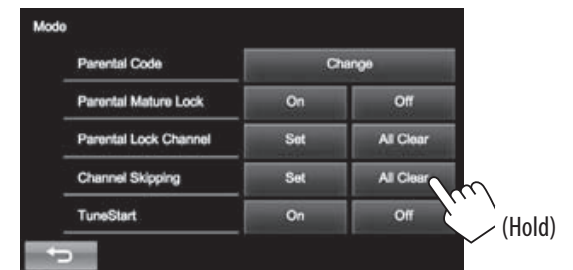 Mode
Parental Code Change
Parental Mature Lock On Off
Parental Lock Channel Set All Clear
Channel Skipping Set All Clear
TuneStart On Off
(Hold)